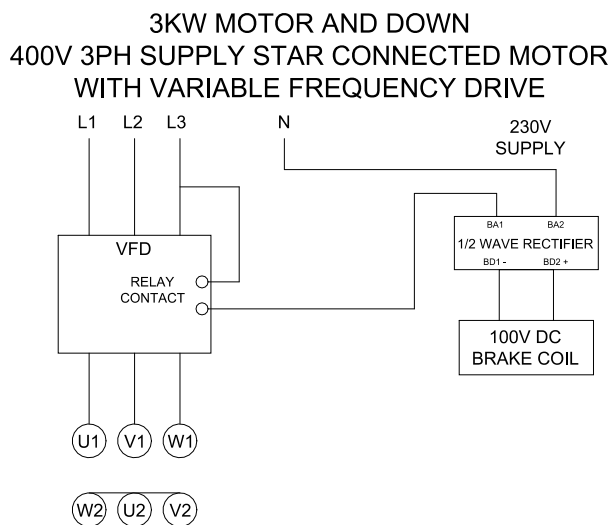 3KW MOTOR AND DOWN
400V 3PH SUPPLY STAR CONNECTED MOTOR
WITH VARIABLE FREQUENCY DRIVE
L1 L2 L3 N
230V
SUPPLY
BA1 BA2
1/2 WAVE RECTIFIER
BD1 - BD2 +
VFD
RELAY
CONTACT
100V DC
BRAKE COIL
U1 V1 W1
W2 U2 V2